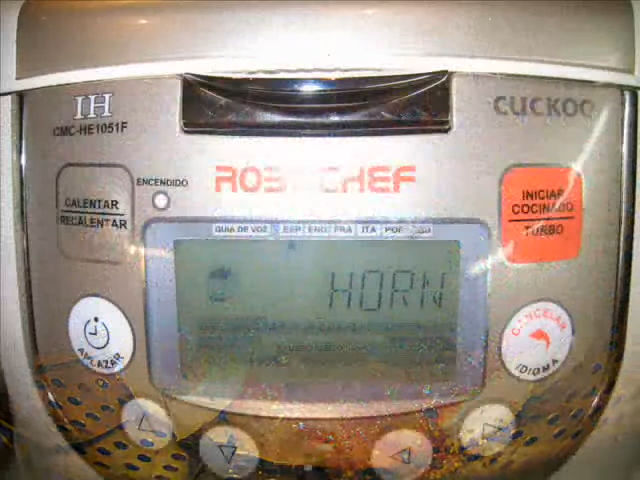 IH
CMC-HE1051F
CUCKOO
ROBOCHEF
CALENTAR
RECALENTAR
ENCENDIDO
INICIAR
COCINADO
TURBO
GUIA DE VOZ ESP ENG FRA ITA POR
HORN
APLAZAR
CANCELAR
IDIOMA